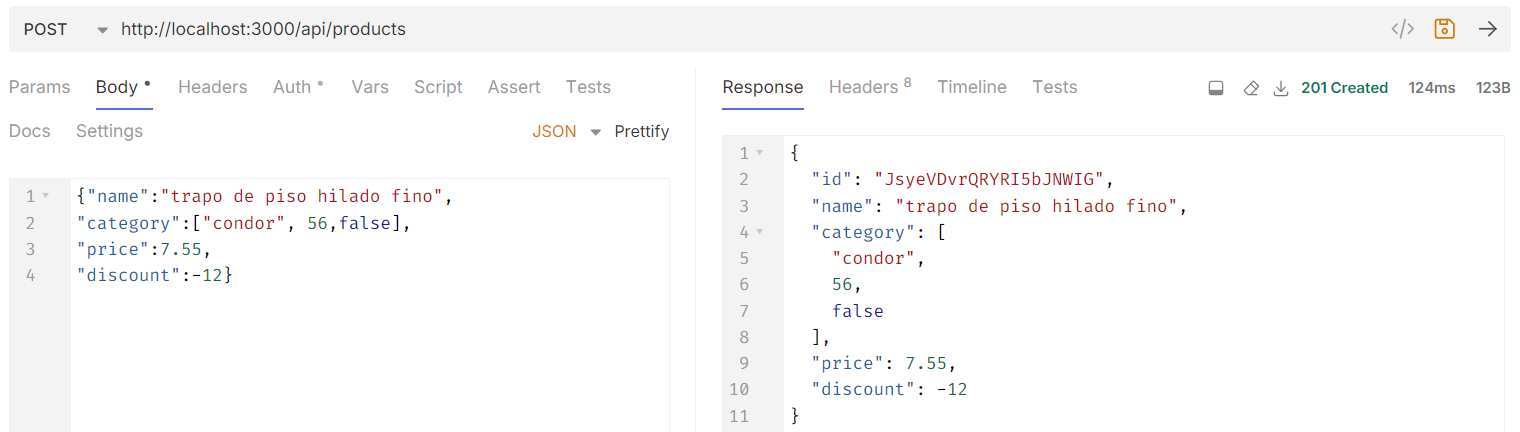 POST http://localhost:3000/api/products </>
Params Body Headers Auth Vars Script Assert Tests
Docs Settings JSON Prettify
1 {"name":"trapo de piso hilado fino",
2 "category":["condor", 56,false],
3 "price":7.55,
4 "discount":-12}
Response Headers 8 Timeline Tests 201 Created 124ms 123B
1 {
2 "id": "JsyeVDvrQRYRI5bJNWIG",
3 "name": "trapo de piso hilado fino",
4 "category": [
5 "condor",
6 56,
7 false
8 ],
9 "price": 7.55,
10 "discount": -12
11 }